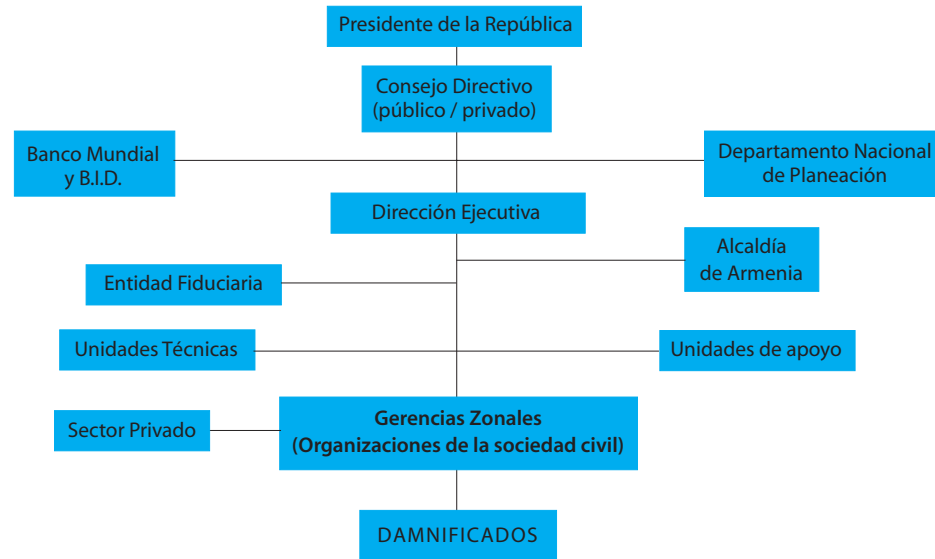 Presidente de la República
Consejo Directivo
(público / privado)
Banco Mundial
y B.I.D.
Departamento Nacional
de Planeación
Dirección Ejecutiva
Alcaldía
de Armenia
Entidad Fiduciaria
Unidades Técnicas
Unidades de apoyo
Gerencias Zonales
(Organizaciones de la sociedad civil)
Sector Privado
DAMNIFICADOS